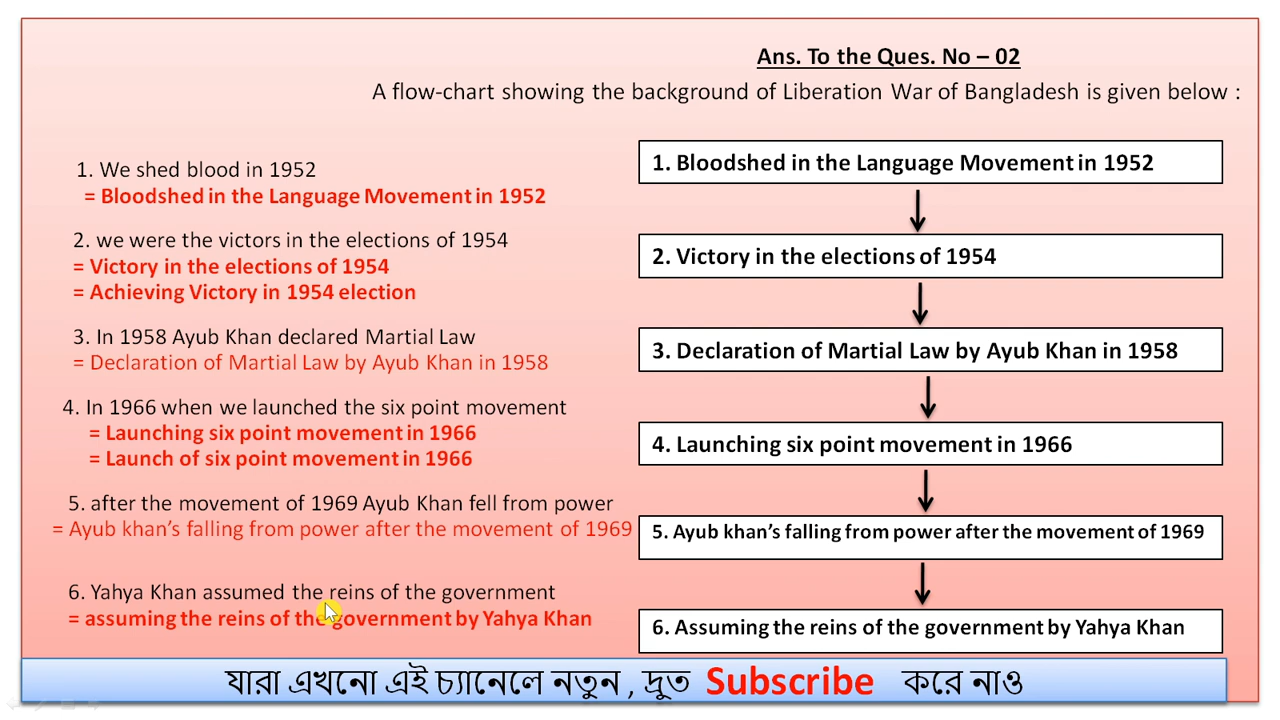 Ans. To the Ques. No – 02
A flow-chart showing the background of Liberation War of Bangladesh is given below :
1. We shed blood in 1952
= Bloodshed in the Language Movement in 1952
2. we were the victors in the elections of 1954
= Victory in the elections of 1954
= Achieving Victory in 1954 election
3. In 1958 Ayub Khan declared Martial Law
= Declaration of Martial Law by Ayub Khan in 1958
4. In 1966 when we launched the six point movement
= Launching six point movement in 1966
= Launch of six point movement in 1966
5. after the movement of 1969 Ayub Khan fell from power
= Ayub khan’s falling from power after the movement of 1969
6. Yahya Khan assumed the reins of the government
= assuming the reins of the government by Yahya Khan
1. Bloodshed in the Language Movement in 1952
2. Victory in the elections of 1954
3. Declaration of Martial Law by Ayub Khan in 1958
4. Launching six point movement in 1966
5. Ayub khan’s falling from power after the movement of 1969
6. Assuming the reins of the government by Yahya Khan
যারা এখনো এই চ্যানেলে নতুন , দ্রুত Subscribe করে নাও